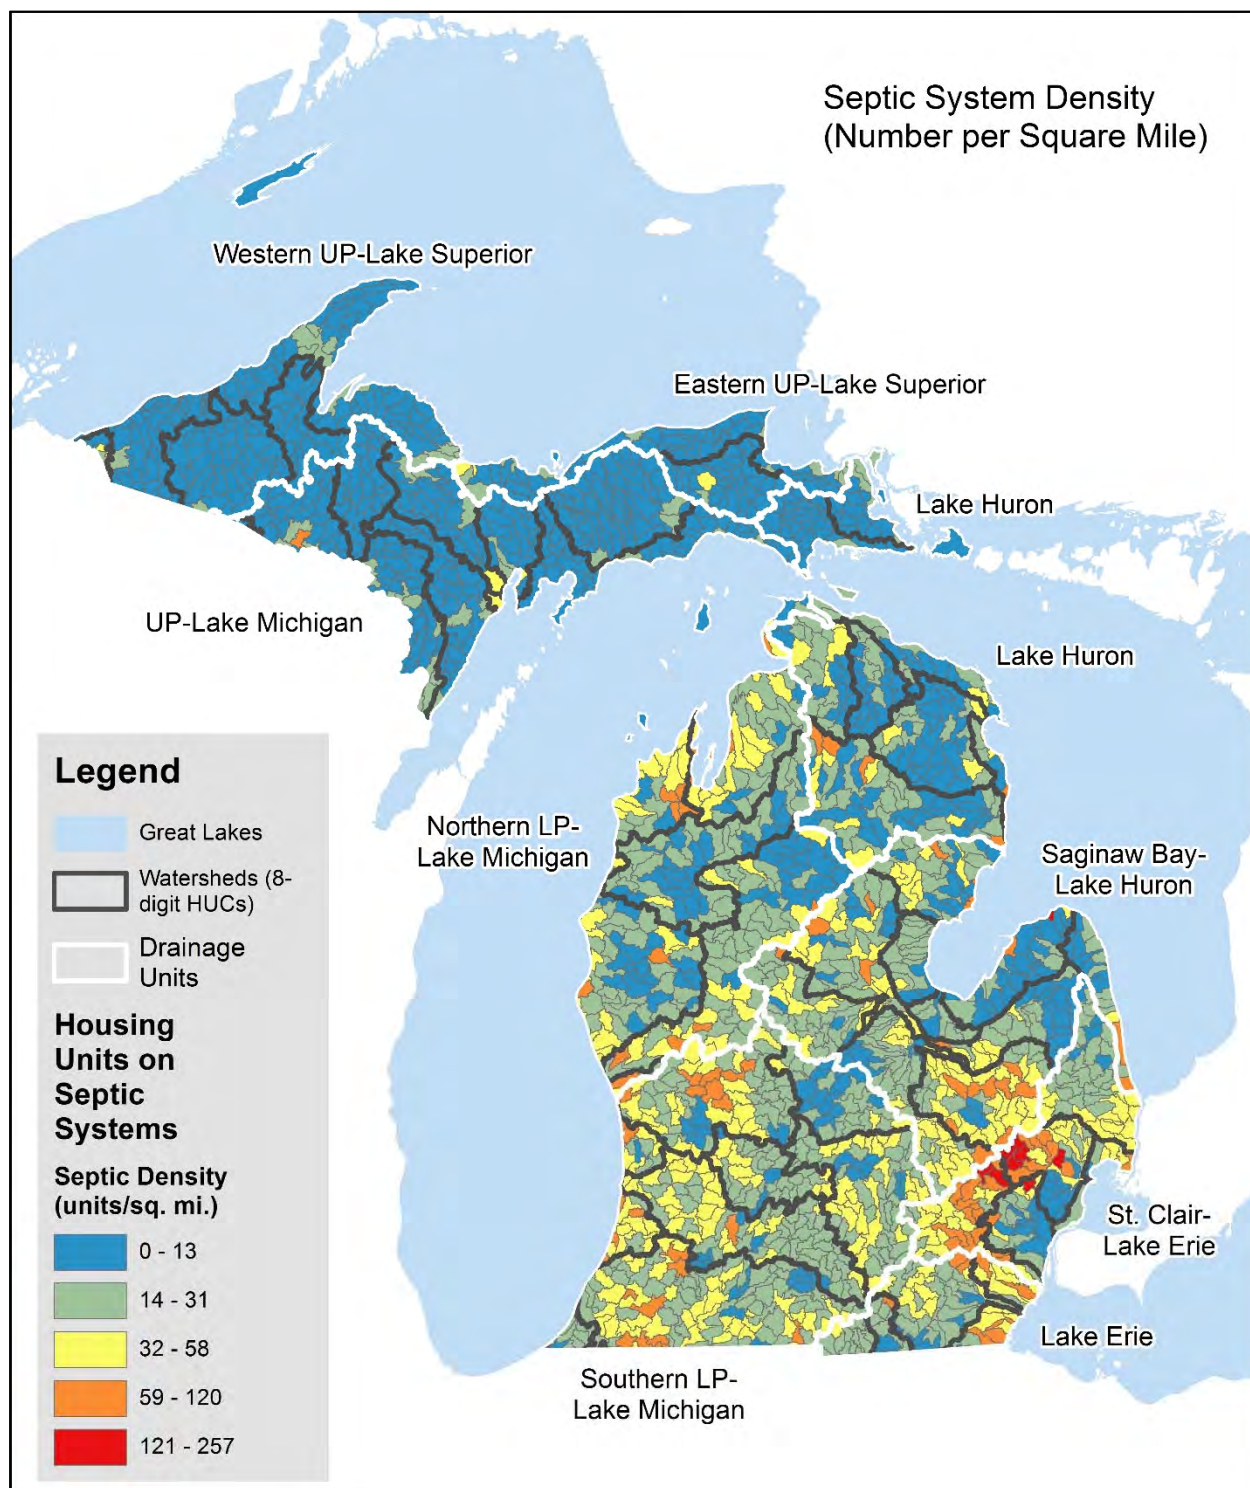 Septic System Density
(Number per Square Mile)
Western UP-Lake Superior
Eastern UP-Lake Superior
Lake Huron
UP-Lake Michigan
Lake Huron
Northern LP-
Lake Michigan
Saginaw Bay-
Lake Huron
St. Clair-
Lake Erie
Lake Erie
Southern LP-
Lake Michigan
Legend
Great Lakes
Watersheds (8-
digit HUCs)
Drainage
Units
Housing
Units on
Septic
Systems
Septic Density
(units/sq. mi.)
0 - 13
14 - 31
32 - 58
59 - 120
121 - 257